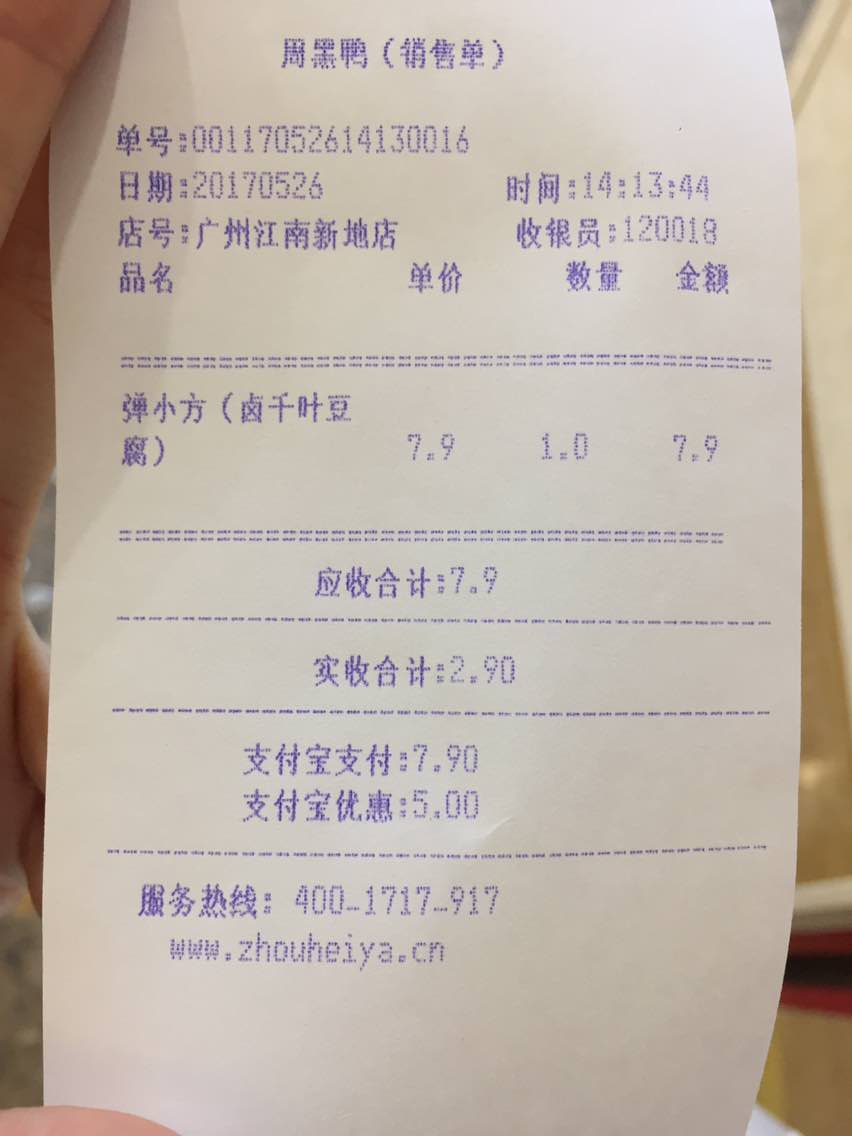 周黑鸭(销售单)
单号:00117052614130016
日期:20170526 时间:14:13:44
店号:广州江南新地店 收银员:120018
品名 单价 数量 金额
弹小方(卤千叶豆
腐) 7.9 1.0 7.9
应收合计:7.9
实收合计:2.90
支付宝支付:7.90
支付宝优惠:5.00
服务热线: 400-1717-917
www.zhouheiya.cn